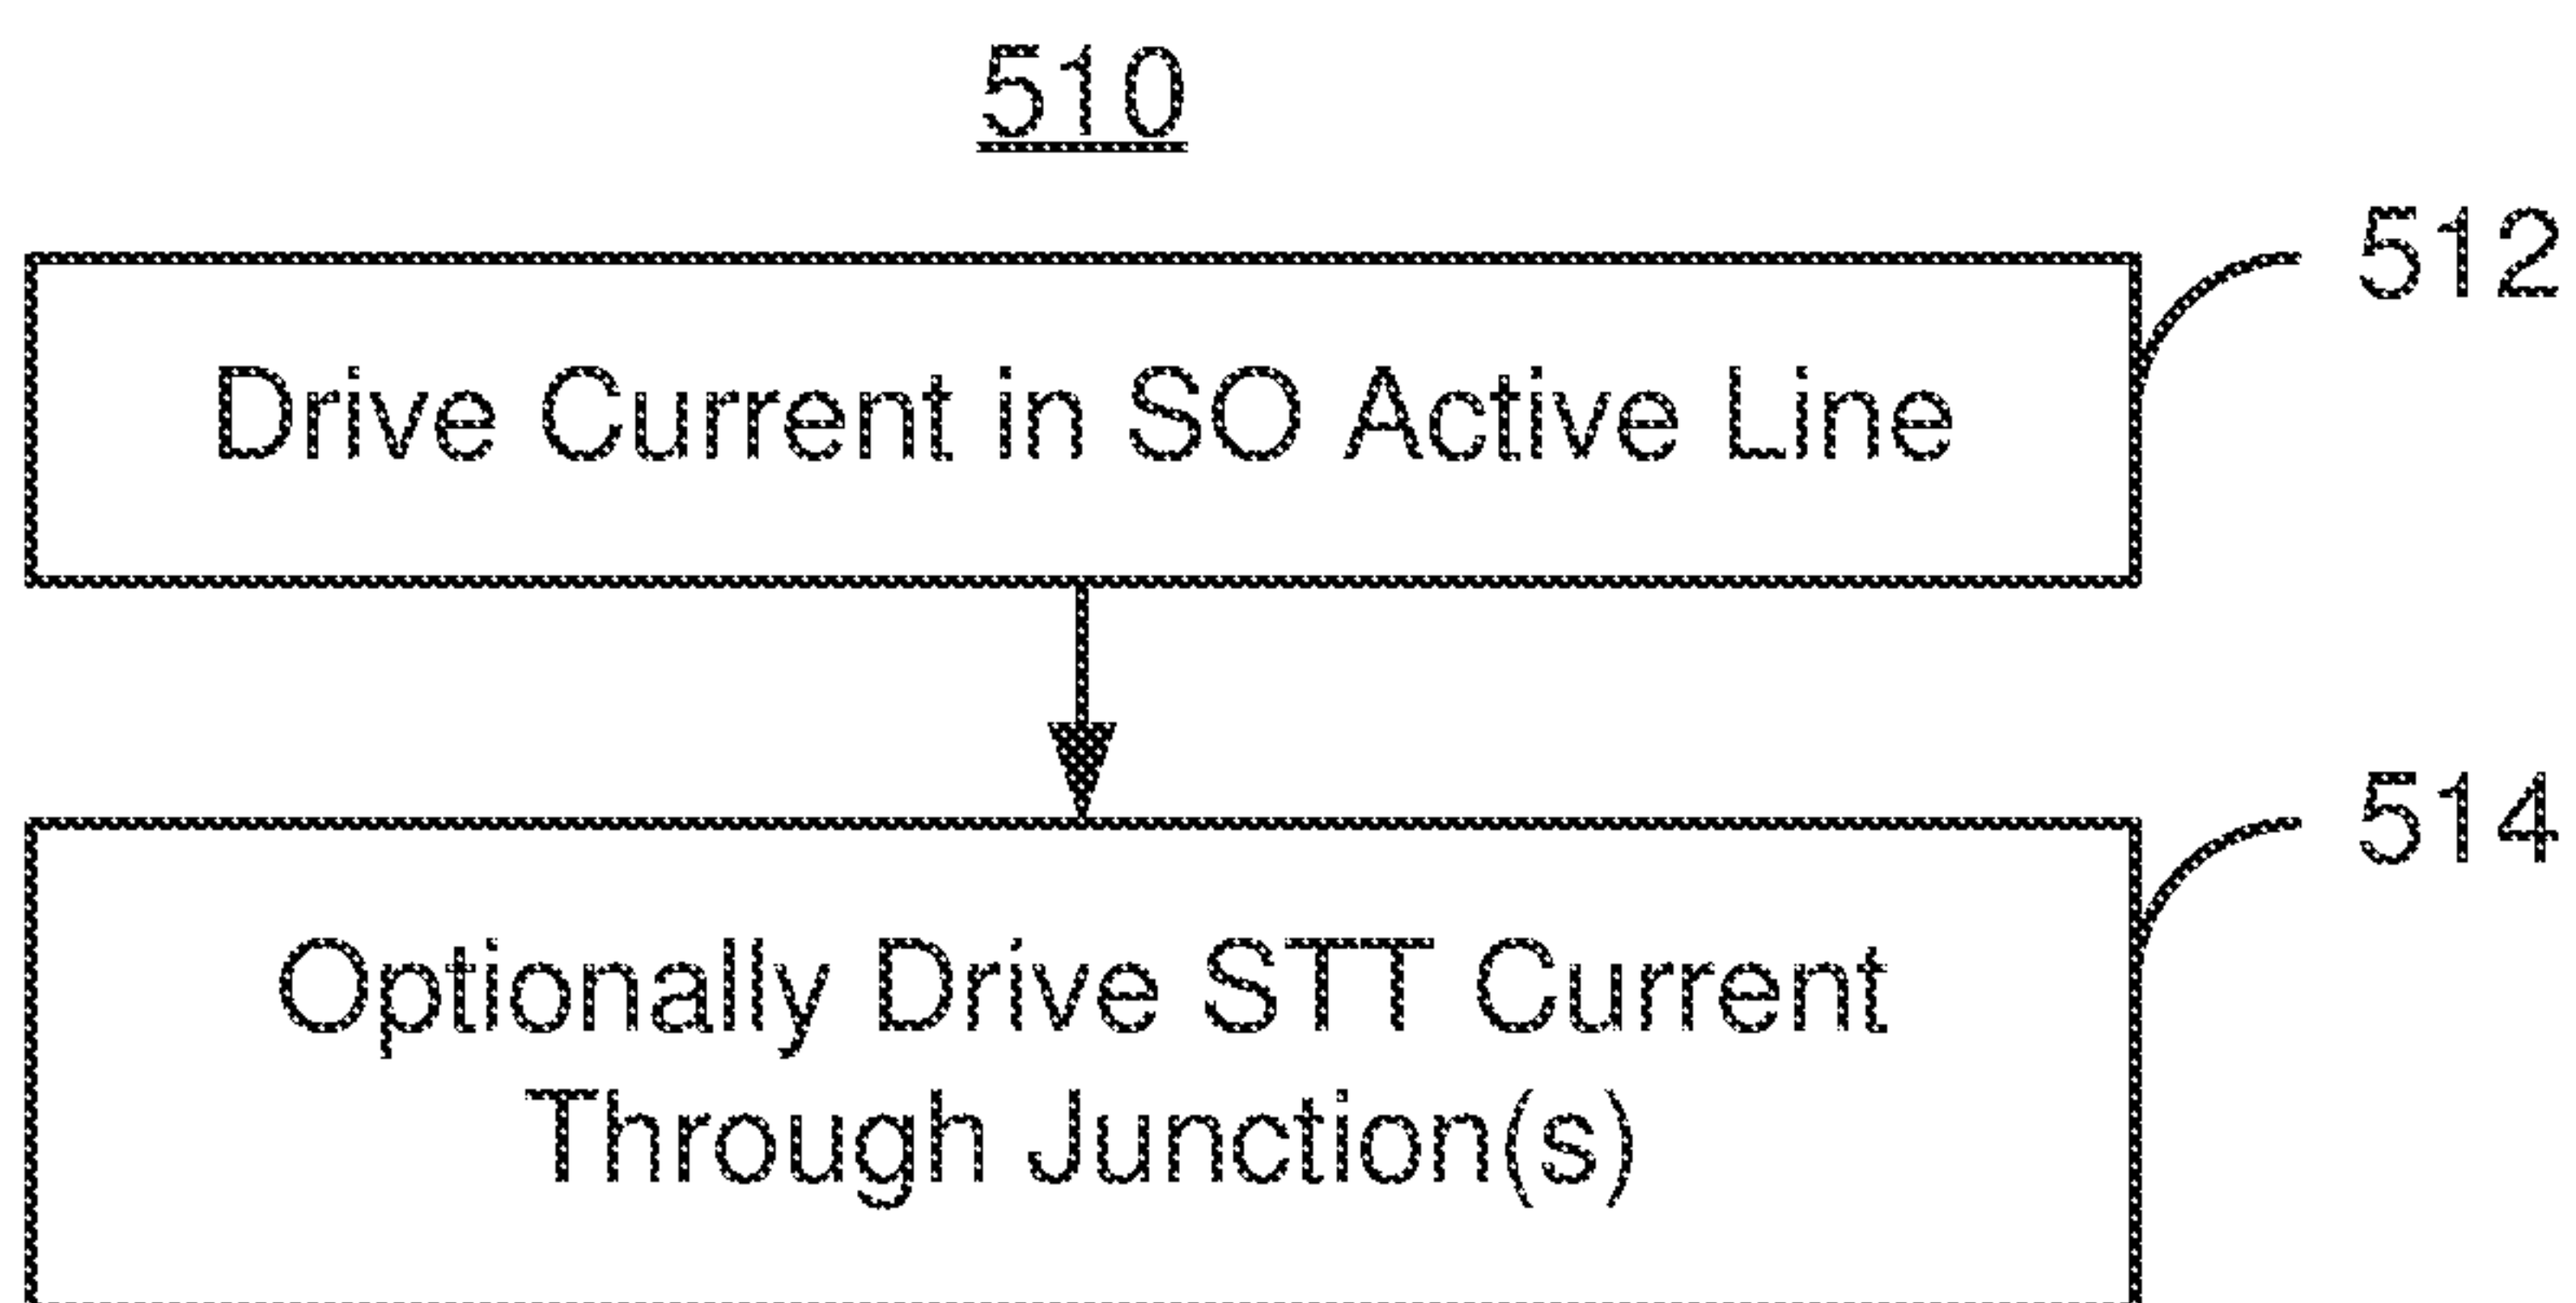 510
512
Drive Current in SO Active Line
514
Optionally Drive STT Current
Through Junction(s)